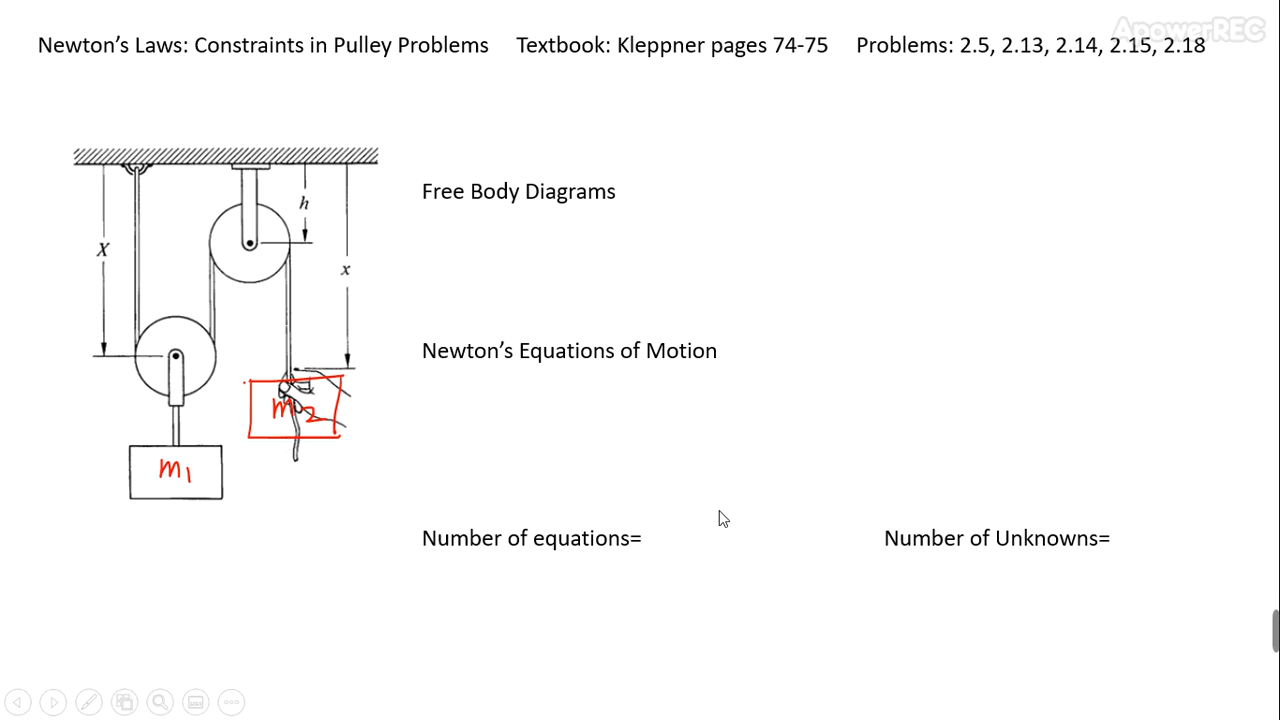 ApowerREC
Newton’s Laws: Constraints in Pulley Problems Textbook: Kleppner pages 74-75 Problems: 2.5, 2.13, 2.14, 2.15, 2.18
Free Body Diagrams
h
X
x
Newton’s Equations of Motion
m2
m1
Number of equations= Number of Unknowns=